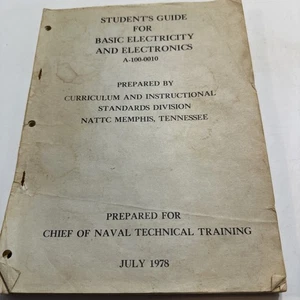 STUDENT'S GUIDE
FOR
BASIC ELECTRICITY
AND ELECTRONICS
A-100-0010
PREPARED BY
CURRICULUM AND INSTRUCTIONAL
STANDARDS DIVISION
NATTC MEMPHIS, TENNESSEE
PREPARED FOR
CHIEF OF NAVAL TECHNICAL TRAINING
JULY 1978